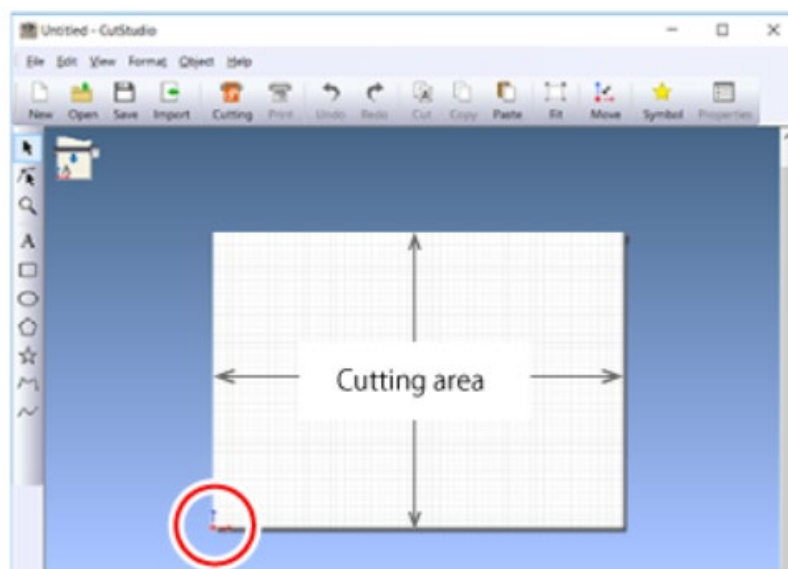 Untitled - CutStudio
File Edit View Format Object Help
New Open Save Import Cutting Print Undo Redo Cut Copy Paste Fit Move Symbol Properties
A
Cutting area